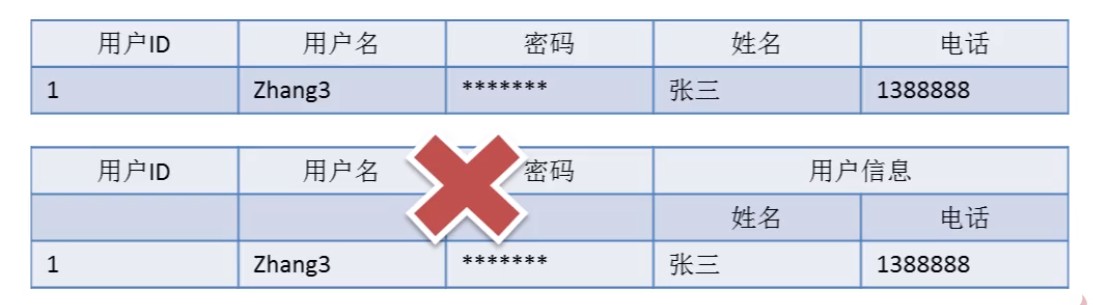 用户ID 用户名 密码 姓名 电话
1 Zhang3 ******* 张三 1388888
用户ID 用户名 密码 用户信息
姓名 电话
1 Zhang3 ******* 张三 1388888